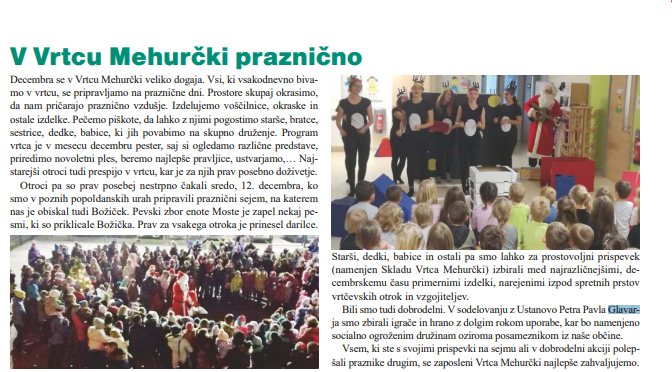 V Vrtcu Mehurčki praznično
Decembra se v Vrtcu Mehurčki veliko dogaja. Vsi, ki vsakodnevno biva-
mo v vrtcu, se pripravljamo na praznične dni. Prostore skupaj okrasimo,
da nam pričarajo praznično vzdušje. Izdelujemo voščilnice, okraske in
ostale izdelke. Pečemo piškote, da lahko z njimi pogostimo starše, bratce,
sestrice, dedke, babice, ki jih povabimo na skupno druženje. Program
vrtca je v mesecu decembru pester, saj si ogledamo različne predstave,
priredimo novoletni ples, beremo najlepše pravljice, ustvarjamo,… Naj-
starejši otroci tudi prespijo v vrtcu, kar je za njih prav posebno doživetje.
Otroci pa so prav posebej nestrpno čakali sredo, 12. decembra, ko
smo v poznih popoldanskih urah pripravili praznični sejem, na katerem
nas je obiskal tudi Božiček. Pevski zbor enote Moste je zapel nekaj pe-
smi, ki so priklicale Božička. Prav za vsakega otroka je prinesel darilce.
Starši, dedki, babice in ostali pa smo lahko za prostovoljni prispevek
(namenjen Skladu Vrtca Mehurčki) izbirali med najrazličnejšimi, de-
cembrskemu času primernimi izdelki, narejenimi izpod spretnih prstov
vrtčevskih otrok in vzgojiteljev.
Bili smo tudi dobrodelni. V sodelovanju z Ustanovo Petra Pavla Glavar-
ja smo zbirali igrače in hrano z dolgim rokom uporabe, kar bo namenjeno
socialno ogroženim družinam oziroma posameznikom iz naše občine.
Vsem, ki ste s svojimi prispevki na sejmu ali v dobrodelni akciji polep-
šali praznike drugim, se zaposleni Vrtca Mehurčki najlepše zahvaljujemo.